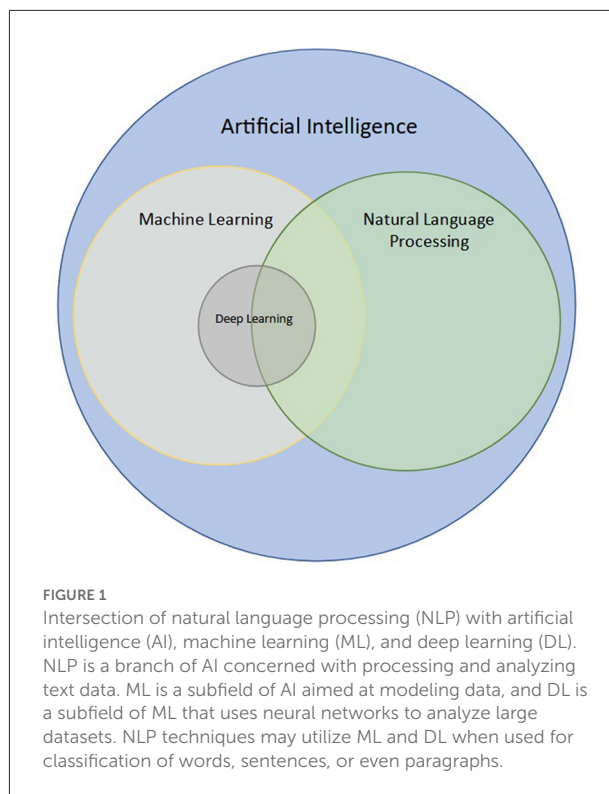 Artificial Intelligence
Machine Learning
Natural Language
Processing
Deep Learning
FIGURE 1
Intersection of natural language processing (NLP) with artificial
intelligence (AI), machine learning (ML), and deep learning (DL).
NLP is a branch of AI concerned with processing and analyzing
text data. ML is a subfield of AI aimed at modeling data, and DL is
a subfield of ML that uses neural networks to analyze large
datasets. NLP techniques may utilize ML and DL when used for
classification of words, sentences, or even paragraphs.